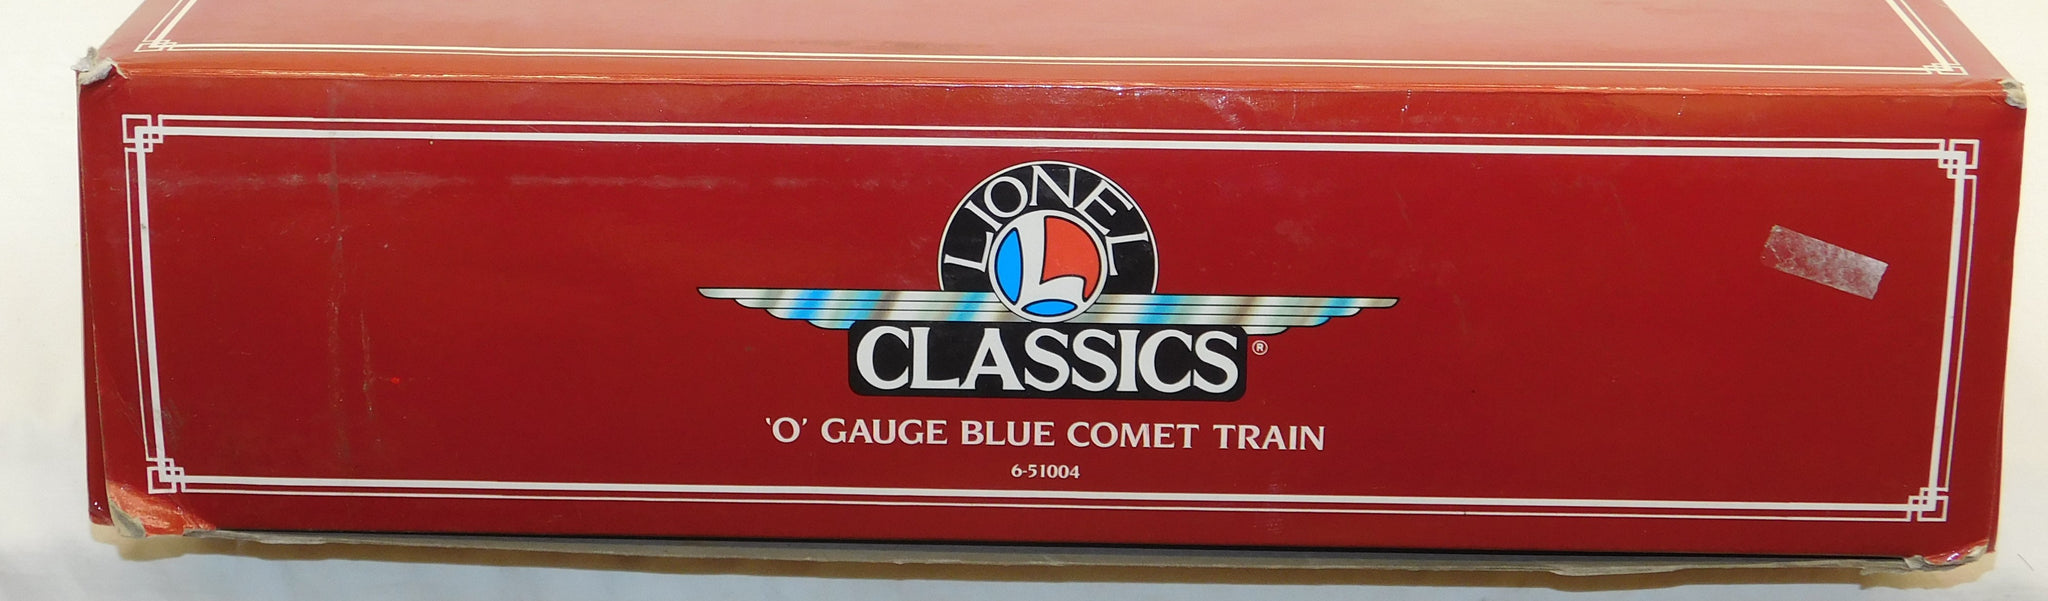 LIONEL
L
CLASSICS®
'O' GAUGE BLUE COMET TRAIN
6-51004